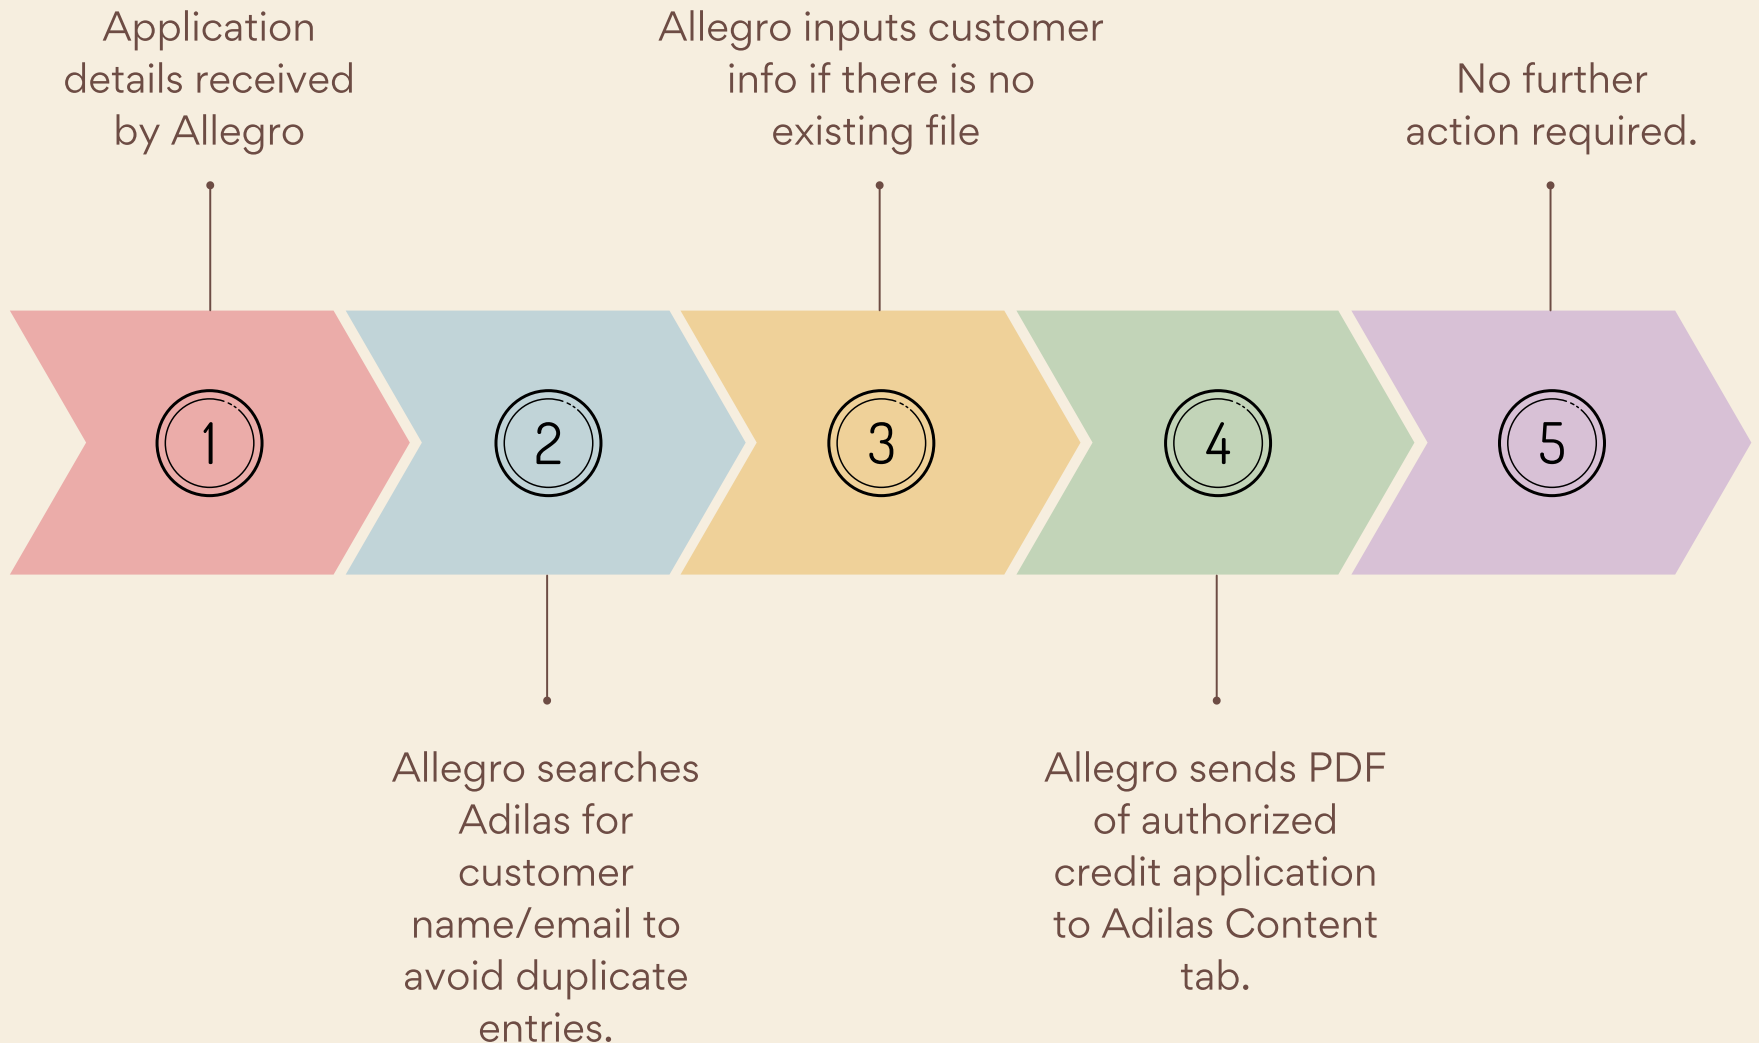 Application
details received
by Allegro
Allegro inputs customer
info if there is no
existing file
No further
action required.
1
2
3
4
5
Allegro searches
Adilas for
customer
name/email to
avoid duplicate
entries.
Allegro sends PDF
of authorized
credit application
to Adilas Content
tab.